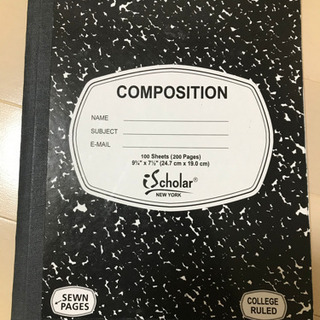 COMPOSITION
NAME
SUBJECT
E-MAIL
100 Sheets (200 Pages)
9¾" x 7½" (24.7 cm x 19.0 cm)
iScholar®
NEW YORK
SEWN
PAGES
COLLEGE
RULED